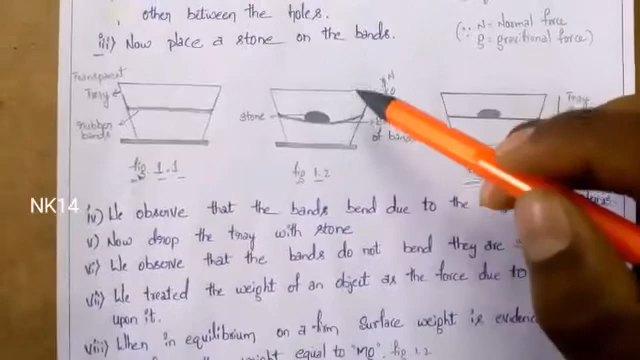 other between the holes.
iii) Now place a stone on the bands.
(∵ N = Normal force
g = gravitional force)
Transparent
Tray
Rubber bands
fig 1.1
Stone
N
of bands
fig 1.2
Tray
NK14
iv) We observe that the bands bend due to the
v) Now drop the tray with stone
vi) We observe that the bands do not bend they are
vii) We treated the weight of an object as the force due to
upon it.
viii) When in equilibrium on a firm surface weight is evidenc
weight equal to "mg". fig 1.2